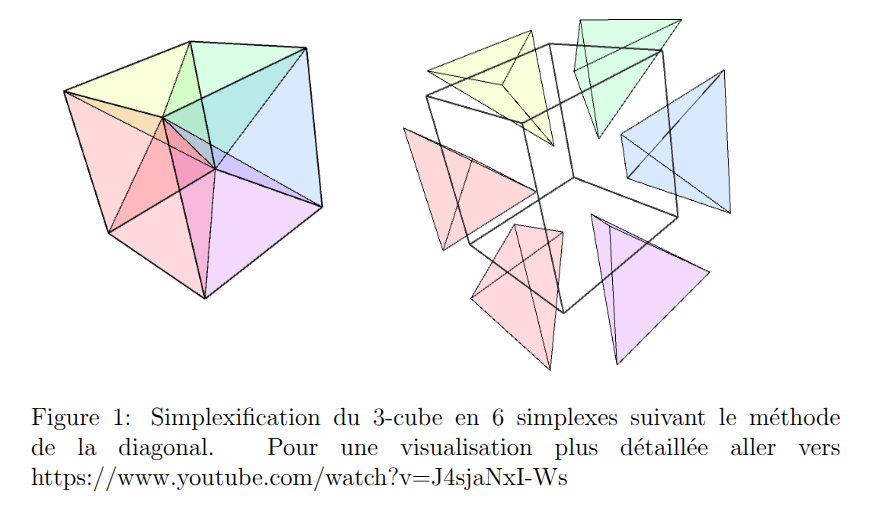 Figure 1: Simplexification du 3-cube en 6 simplexes suivant le méthode
de la diagonal. Pour une visualisation plus détaillée aller vers
https://www.youtube.com/watch?v=J4sjaNxI-Ws